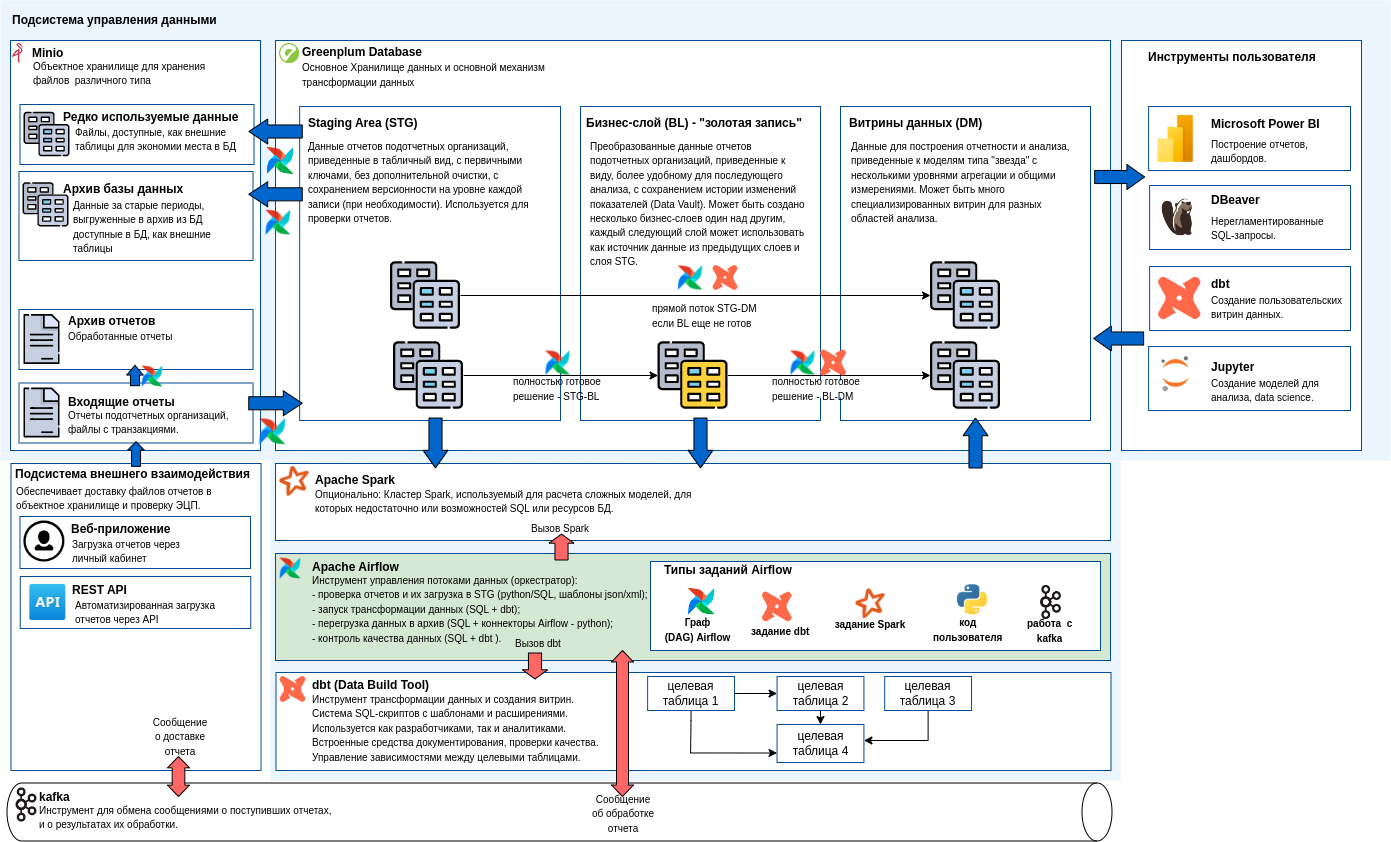 Подсистема управления данными
Minio
Объектное хранилище для хранения
файлов различного типа
Редко используемые данные
Файлы, доступные, как внешние
таблицы для экономии места в БД
Архив базы данных
Данные за старые периоды,
выгруженные в архив из БД
доступные в БД, как внешние
таблицы
Архив отчетов
Обработанные отчеты
Входящие отчеты
Отчеты подотчетных организаций,
файлы с транзакциями.
Greenplum Database
Основное Хранилище данных и основной механизм
трансформации данных
Staging Area (STG)
Данные отчетов подотчетных организаций,
приведенные в табличный вид, с первичными
ключами, без дополнительной очистки, с
сохранением версионности на уровне каждой
записи (при необходимости). Используется для
проверки отчетов.
Бизнес-слой (BL) - "золотая запись"
Преобразованные данные отчетов
подотчетных организаций, приведенные к
виду, более удобному для последующего
анализа, с сохранением истории изменений
показателей (Data Vault). Может быть создано
несколько бизнес-слоев один над другим,
каждый следующий слой может использовать
как источник данные из предыдущих слоев и
слоя STG.
Витрины данных (DM)
Данные для построения отчетности и анализа,
приведенные к моделям типа "звезда" с
несколькими уровнями агрегации и общими
измерениями. Может быть много
специализированных витрин для разных
областей анализа.
прямой поток STG-DM
если BL еще не готов
полностью готовое
решение - STG-BL
полностью готовое
решение - BL-DM
Инструменты пользователя
Microsoft Power BI
Построение отчетов,
дашбордов.
DBeaver
Нерегламентированные
SQL-запросы.
dbt
Создание пользовательских
витрин данных.
Jupyter
Создание моделей для
анализа, data science.
Подсистема внешнего взаимодействия
Обеспечивает доставку файлов отчетов в
объектное хранилище и проверку ЭЦП.
Веб-приложение
Загрузка отчетов через
личный кабинет
API
REST API
Автоматизированная загрузка
отчетов через API
Сообщение
о доставке
отчета
Apache Spark
Опционально: Кластер Spark, используемый для расчета сложных моделей, для
которых недостаточно или возможностей SQL или ресурсов БД.
Вызов Spark
Apache Airflow
Инструмент управления потоками данных (оркестратор):
- проверка отчетов и их загрузка в STG (python/SQL, шаблоны json/xml);
- запуск трансформации данных (SQL + dbt);
- перегрузка данных в архив (SQL + коннекторы Airflow - python);
- контроль качества данных (SQL + dbt ).
Вызов dbt
Типы заданий Airflow
Граф
(DAG) Airflow
задание dbt
задание Spark
код
пользователя
работа с
kafka
dbt (Data Build Tool)
Инструмент трансформации данных и создания витрин.
Система SQL-скриптов с шаблонами и расширениями.
Используется как разработчиками, так и аналитиками.
Встроенные средства документирования, проверки качества.
Управление зависимостями между целевыми таблицами.
целевая
таблица 1
целевая
таблица 2
целевая
таблица 3
целевая
таблица 4
kafka
Инструмент для обмена сообщениями о поступивших отчетах,
и о результатах их обработки.
Сообщение
об обработке
отчета